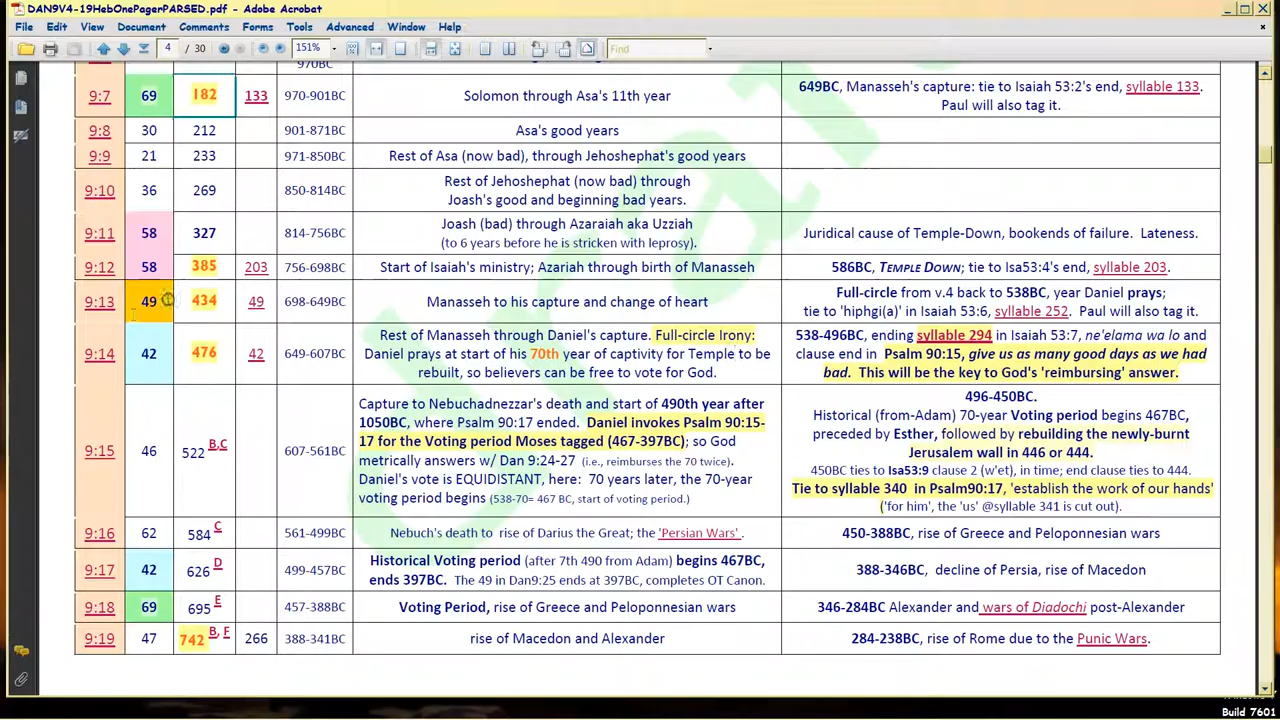 DAN9V4-19HebOnePagerPARSED.pdf - Adobe Acrobat
File Edit View Document Comments Forms Tools Advanced Window Help
4 / 30 151% Find
970BC
9:7 69 182 133 970-901BC Solomon through Asa's 11th year 649BC, Manasseh's capture: tie to Isaiah 53:2's end, syllable 133.
Paul will also tag it.
9:8 30 212 901-871BC Asa's good years
9:9 21 233 971-850BC Rest of Asa (now bad), through Jehoshephat's good years
9:10 36 269 850-814BC Rest of Jehoshephat (now bad) through
Joash's good and beginning bad years.
9:11 58 327 814-756BC Joash (bad) through Azaraiah aka Uzziah
(to 6 years before he is stricken with leprosy).
Juridical cause of Temple-Down, bookends of failure. Lateness.
9:12 58 385 203 756-698BC Start of Isaiah's ministry; Azariah through birth of Manasseh 586BC, TEMPLE DOWN; tie to Isa53:4's end, syllable 203.
9:13 49 434 49 698-649BC Manasseh to his capture and change of heart
Full-circle from v.4 back to 538BC, year Daniel prays;
tie to 'hiphgi(a)' in Isaiah 53:6, syllable 252. Paul will also tag it.
9:14 42 476 42 649-607BC
Rest of Manasseh through Daniel's capture. Full-circle Irony:
Daniel prays at start of his 70th year of captivity for Temple to be
rebuilt, so believers can be free to vote for God.
538-496BC, ending syllable 294 in Isaiah 53:7, ne'elama wa lo and
clause end in Psalm 90:15, give us as many good days as we had
bad. This will be the key to God's 'reimbursing' answer.
9:15 46 522 B,C 607-561BC
Capture to Nebuchadnezzar's death and start of 490th year after
1050BC, where Psalm 90:17 ended. Daniel invokes Psalm 90:15-
17 for the Voting period Moses tagged (467-397BC); so God
metrically answers w/ Dan 9:24-27 (i.e., reimburses the 70 twice).
Daniel's vote is EQUIDISTANT, here: 70 years later, the 70-year
voting period begins (538-70= 467 BC, start of voting period.)
496-450BC.
Historical (from-Adam) 70-year Voting period begins 467BC,
preceded by Esther, followed by rebuilding the newly-burnt
Jerusalem wall in 446 or 444.
450BC ties to Isa53:9 clause 2 (w'et), in time; end clause ties to 444.
Tie to syllable 340 in Psalm90:17, 'establish the work of our hands'
('for him', the 'us' @syllable 341 is cut out).
9:16 62 584 C 561-499BC Nebuch's death to rise of Darius the Great; the 'Persian Wars' . 450-388BC, rise of Greece and Peloponnesian wars
9:17 42 626 D 499-457BC Historical Voting period (after 7th 490 from Adam) begins 467BC,
ends 397BC. The 49 in Dan9:25 ends at 397BC, completes OT Canon.
388-346BC, decline of Persia, rise of Macedon
9:18 69 695 E 457-388BC Voting Period, rise of Greece and Peloponnesian wars 346-284BC Alexander and wars of Diadochi post-Alexander
9:19 47 742 B, F 266 388-341BC rise of Macedon and Alexander 284-238BC, rise of Rome due to the Punic Wars.
Build 7601